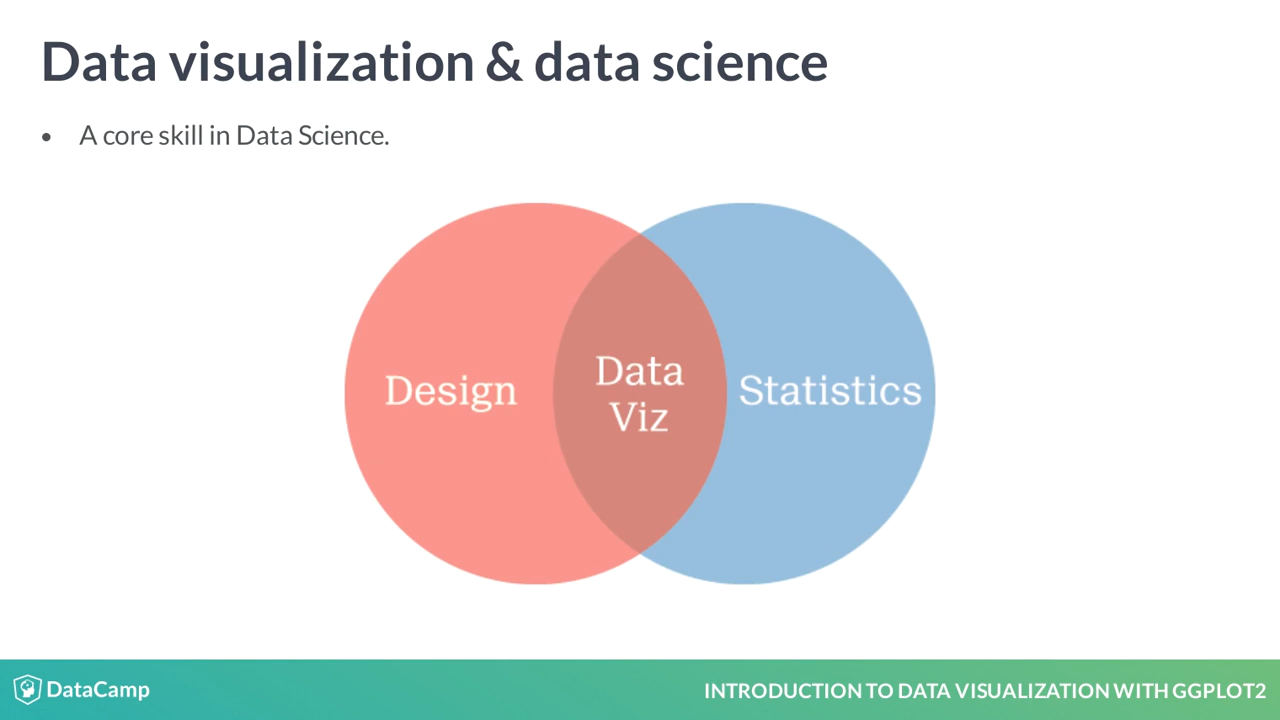 Data visualization & data science
• A core skill in Data Science.
Design
Data
Viz
Statistics
DataCamp
INTRODUCTION TO DATA VISUALIZATION WITH GGPLOT2